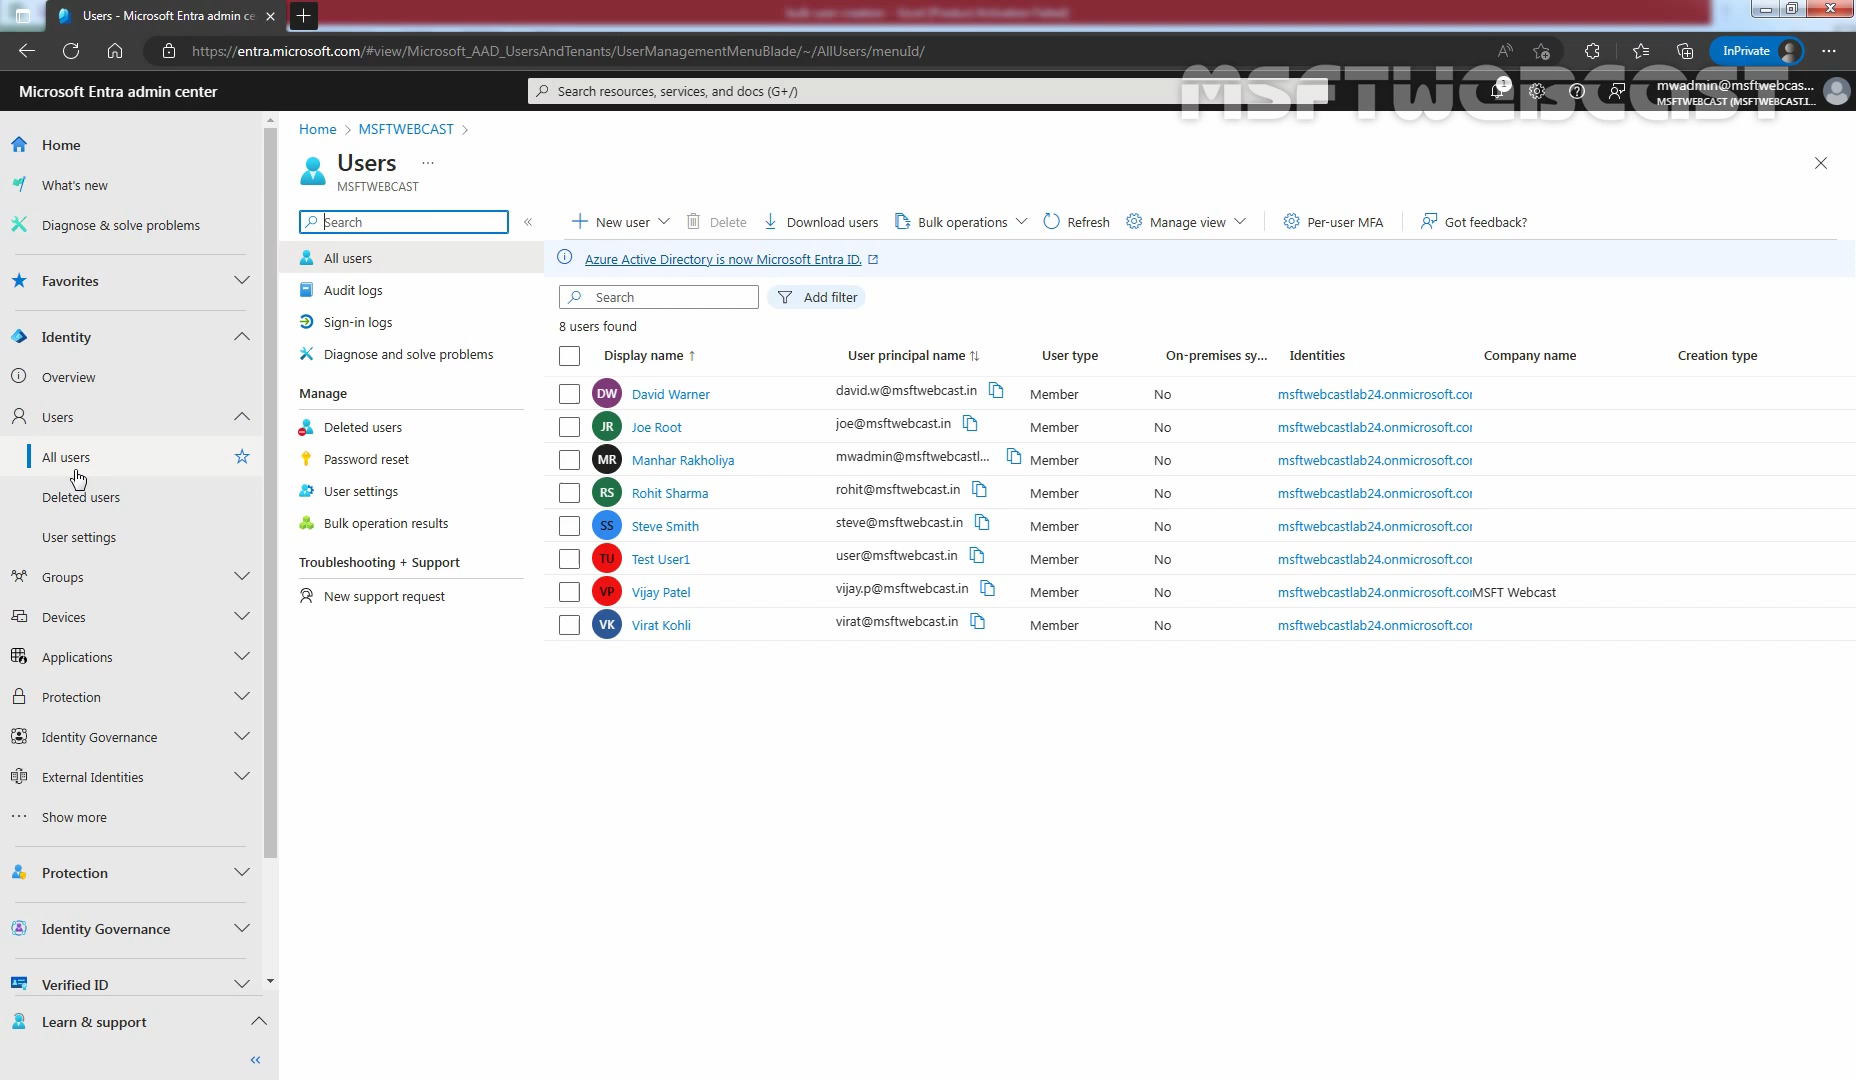 Users - Microsoft Entra admin ce
https://entra.microsoft.com/#view/Microsoft_AAD_UsersAndTenants/UserManagementMenuBlade/~/AllUsers/menuId/
InPrivate
Microsoft Entra admin center
Search resources, services, and docs (G+/)
1
mwadmin@msftwebcas...
MSFTWEBCAST (MSFTWEBCAST.I...
MSFTWEBCAST
Home
What's new
Diagnose & solve problems
Favorites
Identity
Overview
Users
All users
Deleted users
User settings
Groups
Devices
Applications
Protection
Identity Governance
External Identities
Show more
Protection
Identity Governance
Verified ID
Learn & support
Home > MSFTWEBCAST >
Users ...
MSFTWEBCAST
Search
All users
Audit logs
Sign-in logs
Diagnose and solve problems
Manage
Deleted users
Password reset
User settings
Bulk operation results
Troubleshooting + Support
New support request
New user Delete Download users Bulk operations Refresh Manage view Per-user MFA Got feedback?
Azure Active Directory is now Microsoft Entra ID.
Search Add filter
8 users found
Display name ↑ User principal name ↑↓ User type On-premises sy... Identities Company name Creation type
DW David Warner david.w@msftwebcast.in Member No msftwebcastlab24.onmicrosoft.cor
JR Joe Root joe@msftwebcast.in Member No msftwebcastlab24.onmicrosoft.cor
MR Manhar Rakholiya mwadmin@msftwebcastl... Member No msftwebcastlab24.onmicrosoft.cor
RS Rohit Sharma rohit@msftwebcast.in Member No msftwebcastlab24.onmicrosoft.cor
SS Steve Smith steve@msftwebcast.in Member No msftwebcastlab24.onmicrosoft.cor
TU Test User1 user@msftwebcast.in Member No msftwebcastlab24.onmicrosoft.cor
VP Vijay Patel vijay.p@msftwebcast.in Member No msftwebcastlab24.onmicrosoft.cor MSFT Webcast
VK Virat Kohli virat@msftwebcast.in Member No msftwebcastlab24.onmicrosoft.cor